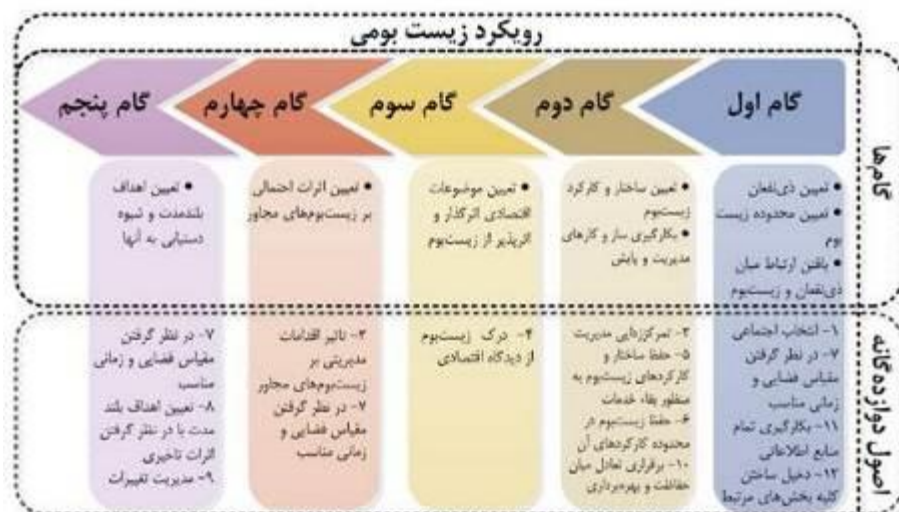 رویکرد زیست بومی
گام‌ها
گام اول
گام دوم
گام سوم
گام چهارم
گام پنجم
• تعیین ذی‌نفعان
• تعیین محدوده زیست
بوم
• یافتن ارتباط میان
ذی‌نفعان و زیست‌بوم
• تعیین ساختار و کارکرد
زیست‌بوم
• بکارگیری ساز و کارهای
مدیریت و پایش
• تعیین موضوعات
اقتصادی اثرگذار و
اثرپذیر از زیست‌بوم
• تعیین اثرات احتمالی
بر زیست‌بوم‌های مجاور
• تعیین اهداف
بلندمدت و شیوه
دستیابی به آنها
اصول دوازده‌گانه
۱- انتخاب اجتماعی
۷- در نظر گرفتن
مقیاس فضایی و
زمانی مناسب
۱۱- بکارگیری تمام
منابع اطلاعاتی
۱۲- دخیل ساختن
کلیه بخش‌های مرتبط
۲- تمرکززدایی مدیریت
۵- حفظ ساختار و
کارکردهای زیست‌بوم به
منظور بقاء خدمات
۶- حفظ زیست‌بوم در
محدوده کارکردهای آن
۱۰- برقراری تعادل میان
حفاظت و بهره‌برداری
۴- درک زیست‌بوم
از دیدگاه اقتصادی
۳- تاثیر اقدامات
مدیریتی بر
زیست‌بوم‌های مجاور
۷- در نظر گرفتن
مقیاس فضایی و
زمانی مناسب
۷- در نظر گرفتن
مقیاس فضایی و زمانی
مناسب
۸- تعیین اهداف بلند
مدت با در نظر گرفتن
اثرات تاخیری
۹- مدیریت تغییرات